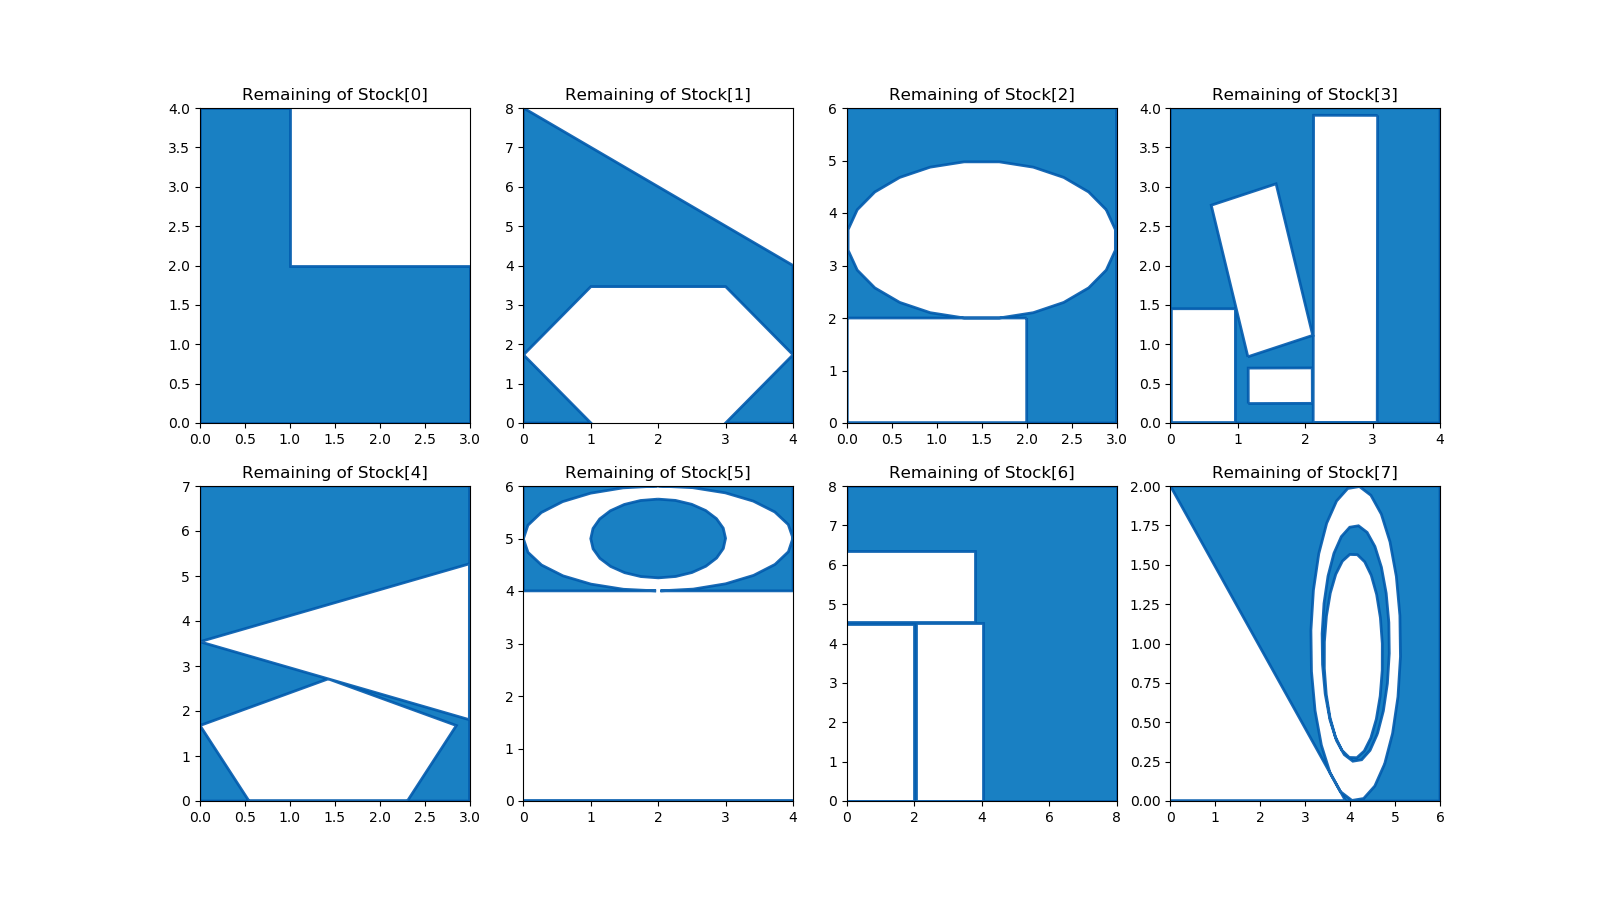 Remaining of Stock[0] Remaining of Stock[1] Remaining of Stock[2] Remaining of Stock[3]
4.0 8 6 4.0
3.5 7 5 3.5
3.0 6 4 3.0
2.5 5 3 2.5
2.0 4 2 2.0
1.5 3 1 1.5
1.0 2 0 1.0
0.5 1 0.5
0.0 0 0.0
0.0 0.5 1.0 1.5 2.0 2.5 3.0 0 1 2 3 4 0.0 0.5 1.0 1.5 2.0 2.5 3.0 0 1 2 3 4
Remaining of Stock[4] Remaining of Stock[5] Remaining of Stock[6] Remaining of Stock[7]
7 6 8 2.00
6 5 7 1.75
5 4 6 1.50
4 3 5 1.25
3 2 4 1.00
2 1 3 0.75
1 0 2 0.50
0 1 0.25
0 0.00
0.0 0.5 1.0 1.5 2.0 2.5 3.0 0 1 2 3 4 0 2 4 6 8 0 1 2 3 4 5 6